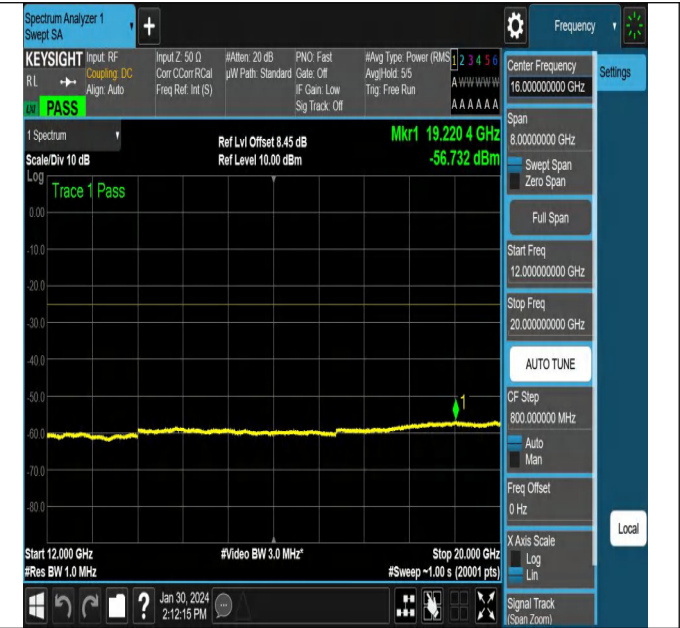 Spectrum Analyzer 1
Swept SA
+
Frequency
KEYSIGHT
RL
Input: RF
Coupling: DC
Align: Auto
Input Z: 50 Ω
Corr CCorr RCal
Freq Ref: Int (S)
#Atten: 20 dB
µW Path: Standard
PNO: Fast
Gate: Off
IF Gain: Low
Sig Track: Off
#Avg Type: Power (RMS
Avg|Hold: 5/5
Trig: Free Run
1 2 3 4 5 6
A W W W W W
A A A A A A
PASS
1 Spectrum
Scale/Div 10 dB
Ref Lvl Offset 8.45 dB
Ref Level 10.00 dBm
Mkr1 19.220 4 GHz
-56.732 dBm
Log
Trace 1 Pass
0.00
-10.0
-20.0
-30.0
-40.0
-50.0
-60.0
-70.0
-80.0
1
Start 12.000 GHz
#Res BW 1.0 MHz
#Video BW 3.0 MHz*
Stop 20.000 GHz
#Sweep ~1.00 s (20001 pts)
Center Frequency
16.00000000 GHz
Settings
Span
8.00000000 GHz
Swept Span
Zero Span
Full Span
Start Freq
12.000000000 GHz
Stop Freq
20.000000000 GHz
AUTO TUNE
CF Step
800.000000 MHz
Auto
Man
Freq Offset
0 Hz
X Axis Scale
Log
Lin
Local
Signal Track
(Span Zoom)
?
Jan 30, 2024
2:12:15 PM